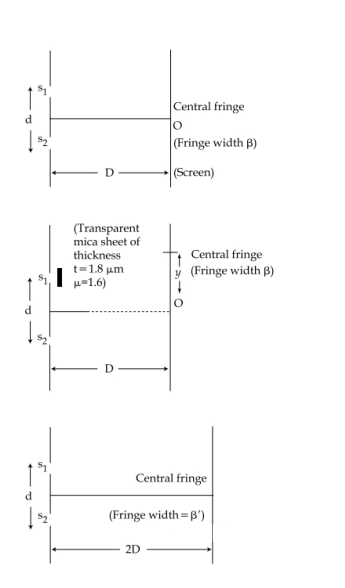 s1
Central fringe
O
d
s2
(Fringe width β)
D
(Screen)
(Transparent
mica sheet of
thickness
t=1.8 μm
μ=1.6)
Central fringe
(Fringe width β)
y
s1
O
d
s2
D
s1
Central fringe
d
s2
(Fringe width=β′)
2D